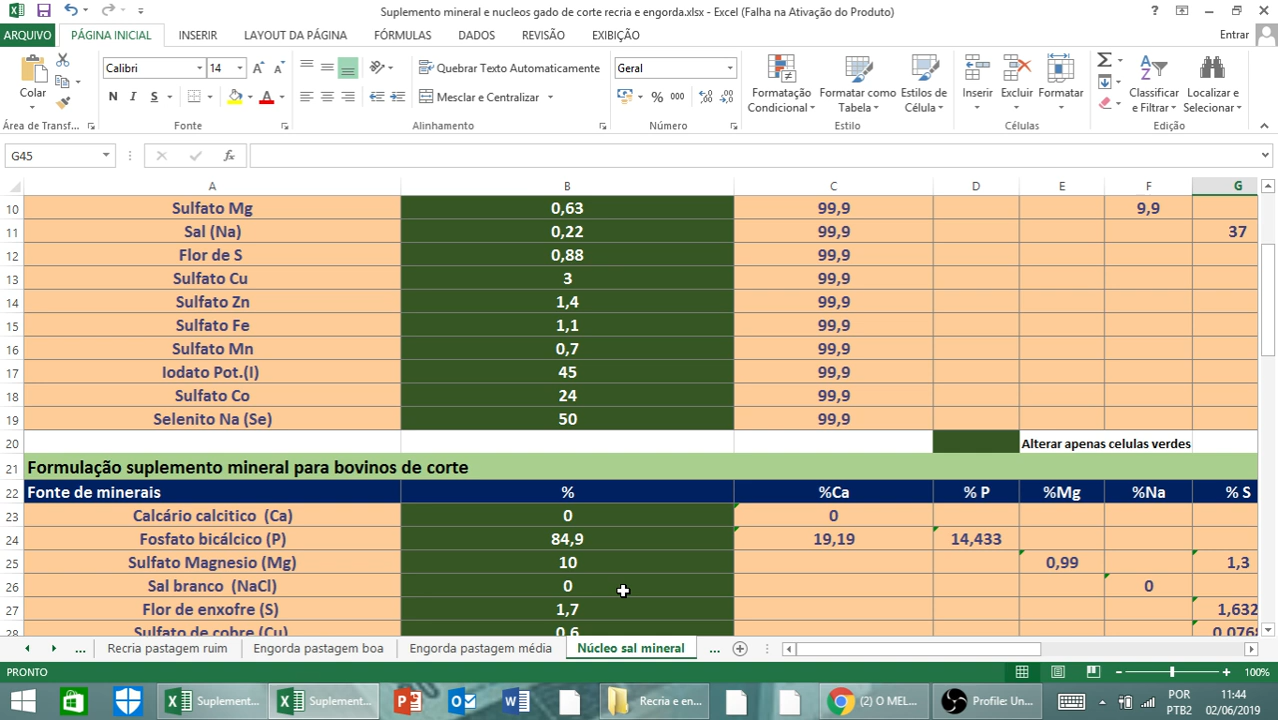 Suplemento mineral e nucleos gado de corte recria e engorda.xlsx - Excel (Falha na Ativação do Produto)
ARQUIVO PÁGINA INICIAL INSERIR LAYOUT DA PÁGINA FÓRMULAS DADOS REVISÃO EXIBIÇÃO Entrar
Colar
Calibri 14
N I S
Quebrar Texto Automaticamente
Mesclar e Centralizar
Geral
% 000
Formatação Condicional
Formatar como Tabela
Estilos de Célula
Inserir Excluir Formatar
Classificar e Filtrar
Localizar e Selecionar
Área de Transf... Fonte Alinhamento Número Estilo Células Edição
G45 fx
A B C D E F G
10 Sulfato Mg 0,63 99,9 9,9
11 Sal (Na) 0,22 99,9 37
12 Flor de S 0,88 99,9
13 Sulfato Cu 3 99,9
14 Sulfato Zn 1,4 99,9
15 Sulfato Fe 1,1 99,9
16 Sulfato Mn 0,7 99,9
17 Iodato Pot.(I) 45 99,9
18 Sulfato Co 24 99,9
19 Selenito Na (Se) 50 99,9
20 Alterar apenas celulas verdes
21 Formulação suplemento mineral para bovinos de corte
22 Fonte de minerais % %Ca % P %Mg %Na % S
23 Calcário calcitico (Ca) 0 0
24 Fosfato bicálcico (P) 84,9 19,19 14,433
25 Sulfato Magnesio (Mg) 10 0,99 1,3
26 Sal branco (NaCl) 0 0
27 Flor de enxofre (S) 1,7 1,632
28 Sulfato de cobre (Cu) 0,6 0,0768
... Recria pastagem ruim Engorda pastagem boa Engorda pastagem média Núcleo sal mineral ...
PRONTO 100%
Suplement... Suplement... Recria e en... (2) O MEL... Profile: Un... POR PTB2 11:44 02/06/2019